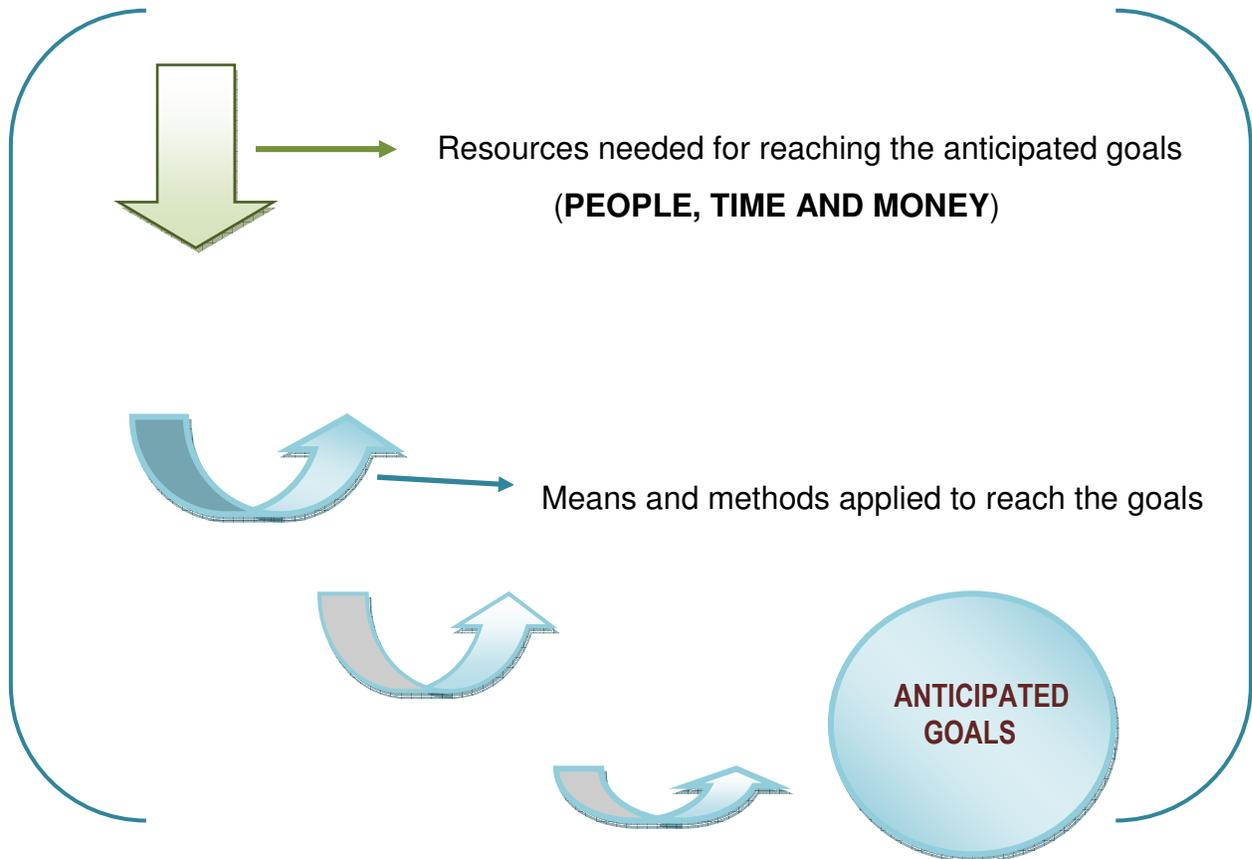 Resources needed for reaching the anticipated goals
(PEOPLE, TIME AND MONEY)
Means and methods applied to reach the goals
ANTICIPATED
GOALS